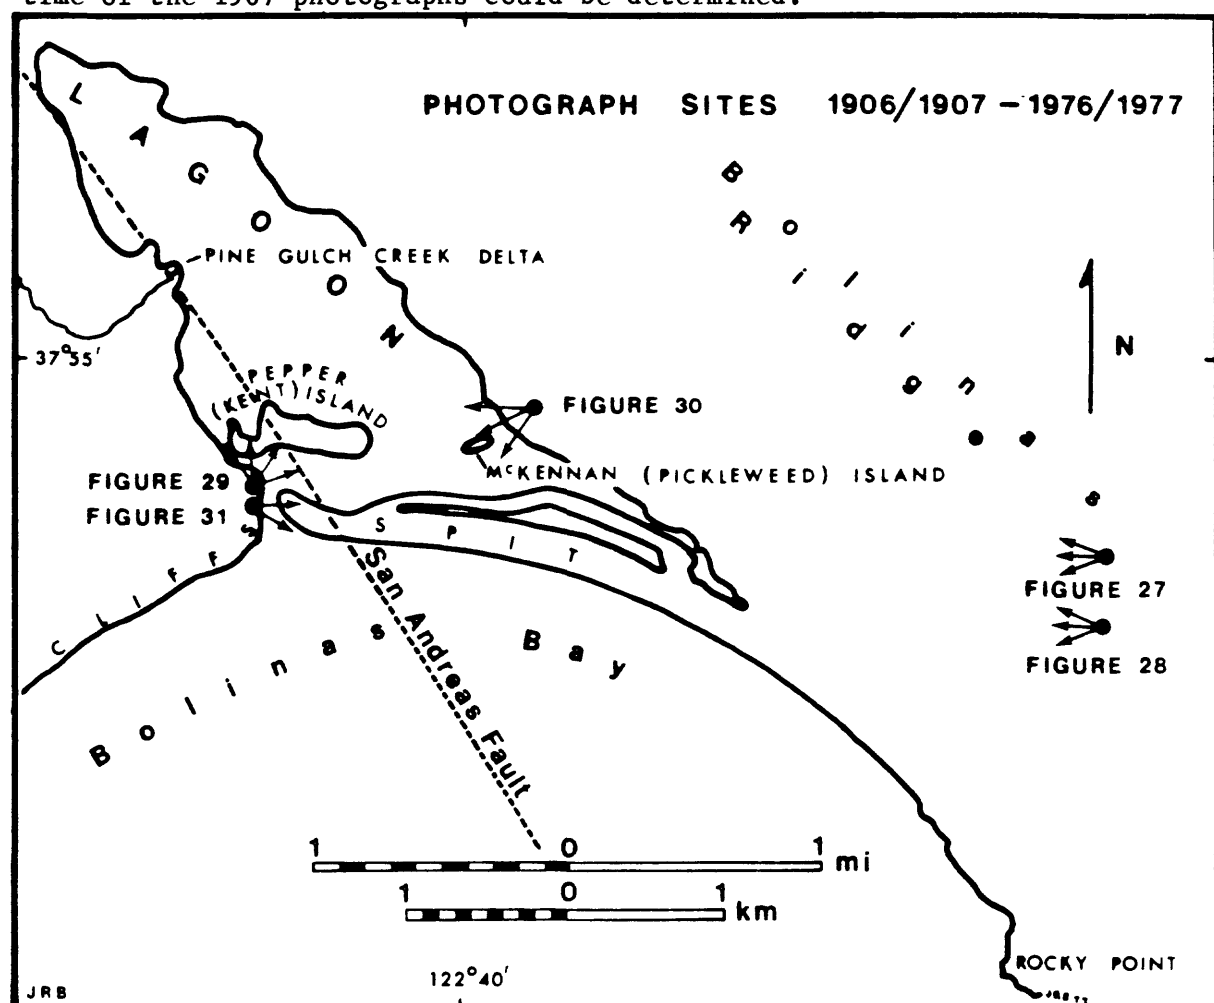 time of the 1907 photographs could be determined.
PHOTOGRAPH SITES 1906/1907 – 1976/1977
LAGOON
Bolinas
Ridge
PINE GULCH CREEK DELTA
N
37°55'
PEPPER
(KENT) ISLAND
FIGURE 30
MCKENNAN (PICKLEWEED) ISLAND
FIGURE 29
FIGURE 31
SPIT
CLIFFS
San Andreas Fault
FIGURE 27
FIGURE 28
Bolinas Bay
1 0 1 mi
1 0 1 km
122°40'
ROCKY POINT
JRB